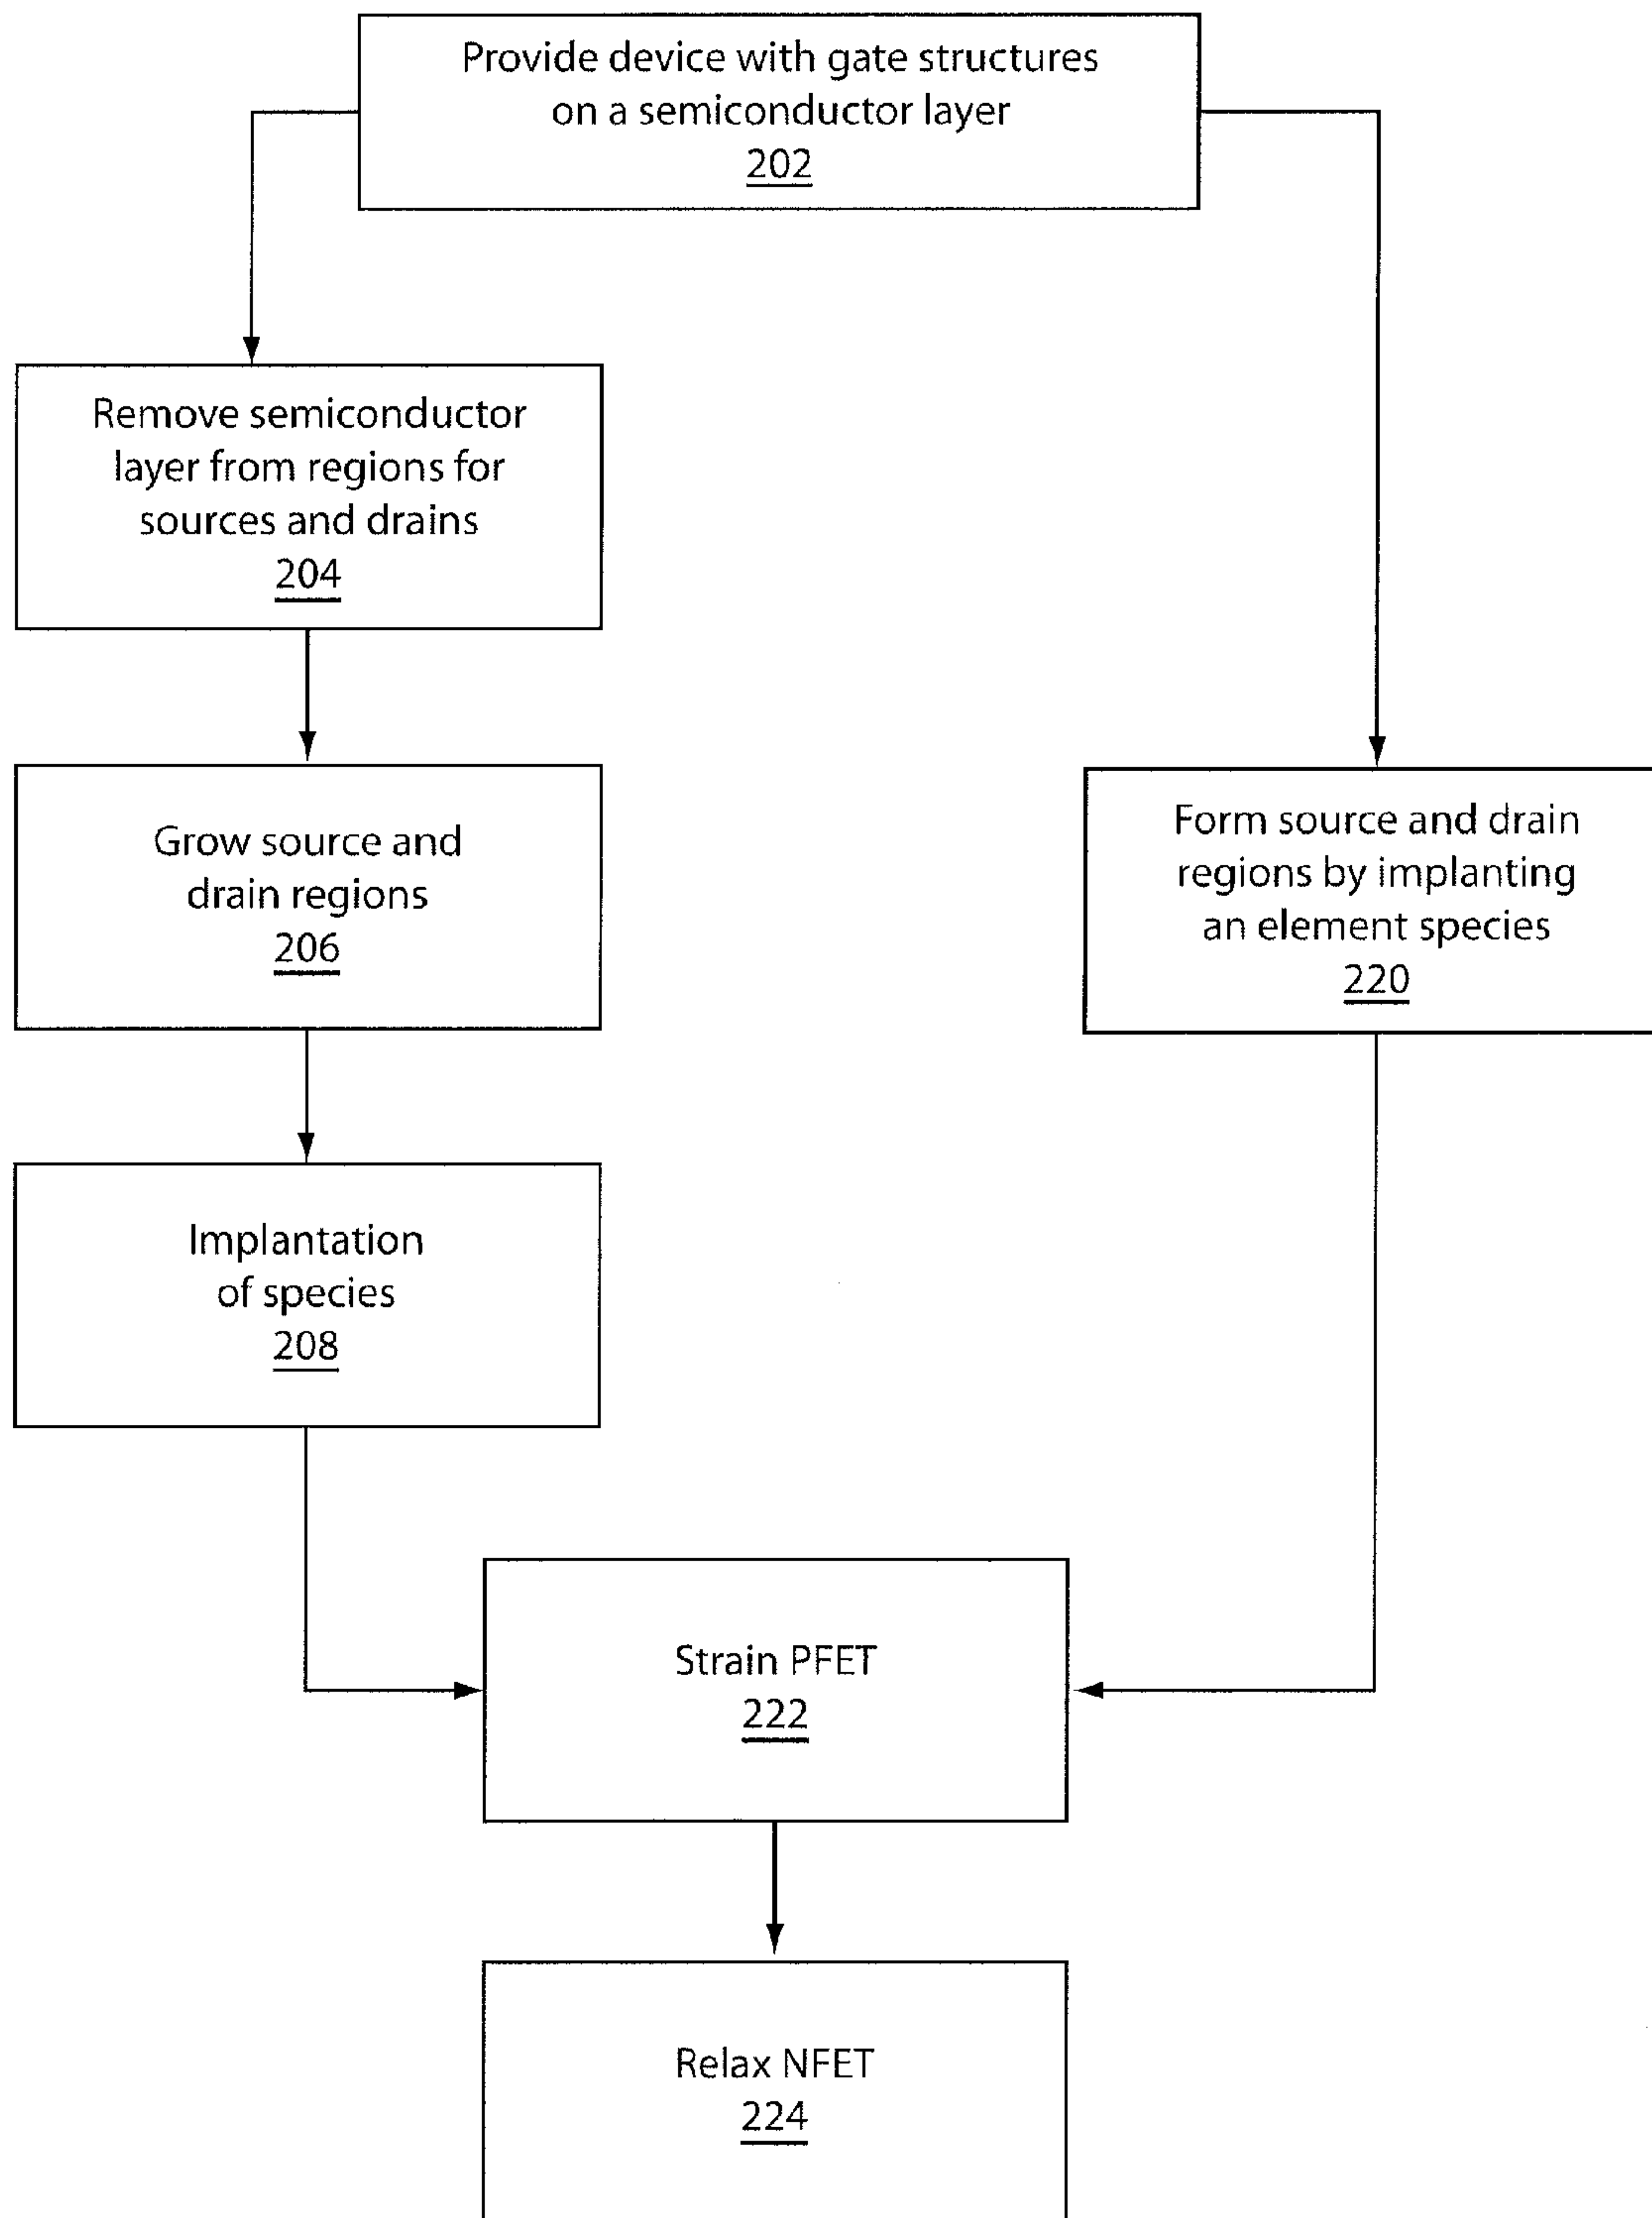 Provide device with gate structures
on a semiconductor layer
202
Remove semiconductor
layer from regions for
sources and drains
204
Grow source and
drain regions
206
Form source and drain
regions by implanting
an element species
220
Implantation
of species
208
Strain PFET
222
Relax NFET
224